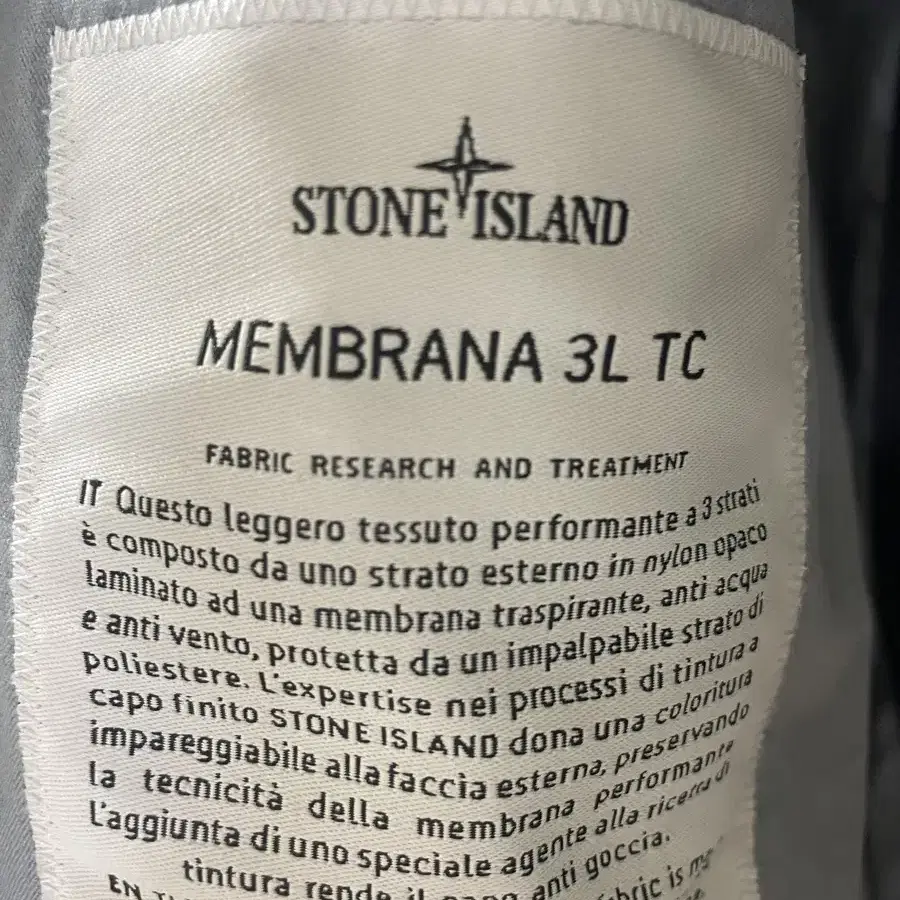 STONE ISLAND
MEMBRANA 3L TC
FABRIC RESEARCH AND TREATMENT
IT Questo leggero tessuto performante a 3 strati
è composto da uno strato esterno in nylon opaco
laminato ad una membrana traspirante, anti acqua
e anti vento, protetta da un impalpabile strato di
poliestere. L'expertise nei processi di tintura a
capo finito STONE ISLAND dona una coloritura
impareggiabile alla faccia esterna, preservando
la tecnicità della membrana performante
L'aggiunta di uno speciale agente alla ricetta di
tintura rende il capo anti goccia.
EN is